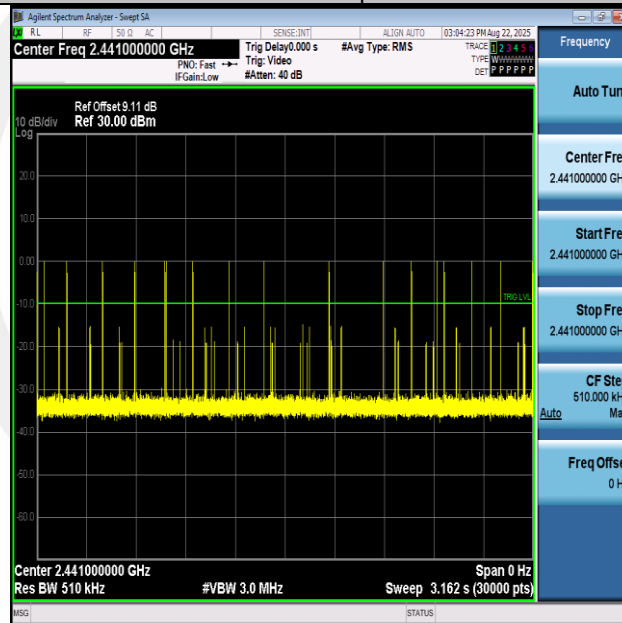 Agilent Spectrum Analyzer - Swept SA
RL RF 50 Ω AC SENSE:INT ALIGN AUTO 03:04:23 PM Aug 22, 2025
Center Freq 2.441000000 GHz
Trig Delay0.000 s #Avg Type: RMS TRACE 1 2 3 4 5 6
PNO: Fast Trig: Video TYPE W
IFGain:Low #Atten: 40 dB DET P P P P P P
Ref Offset 9.11 dB
10 dB/div Ref 30.00 dBm
Log
20.0
10.0
0.00
TRIG LVL
-10.0
-20.0
-30.0
-40.0
-50.0
-60.0
Center 2.441000000 GHz Span 0 Hz
Res BW 510 kHz #VBW 3.0 MHz Sweep 3.162 s (30000 pts)
MSG STATUS
Frequency
Auto Tun
Center Fre
2.441000000 GH
Start Fre
2.441000000 GH
Stop Fre
2.441000000 GH
CF Ste
510.000 kH
Auto Ma
Freq Offse
0 H